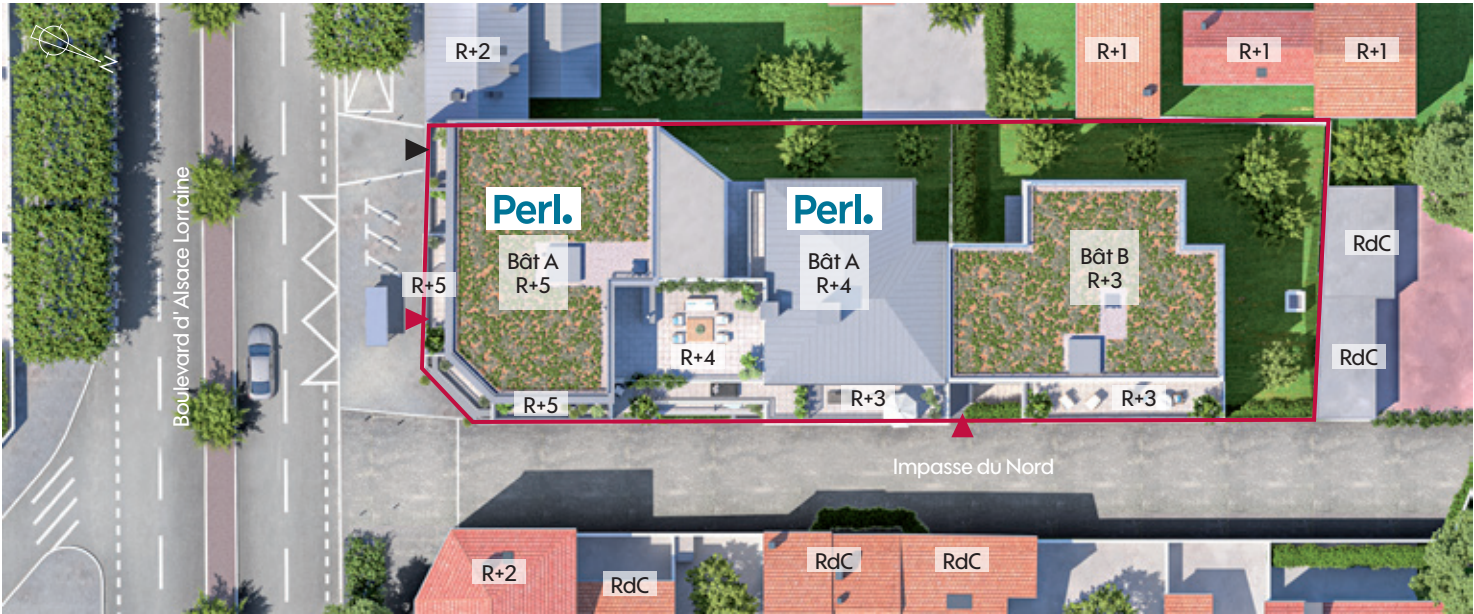 N
R+2
R+1
R+1
R+1
Boulevard d'Alsace Lorraine
Perl.
Bât A
R+5
Perl.
Bât A
R+4
Bât B
R+3
RdC
R+5
R+4
RdC
R+5
R+3
R+3
Impasse du Nord
R+2
RdC
RdC
RdC